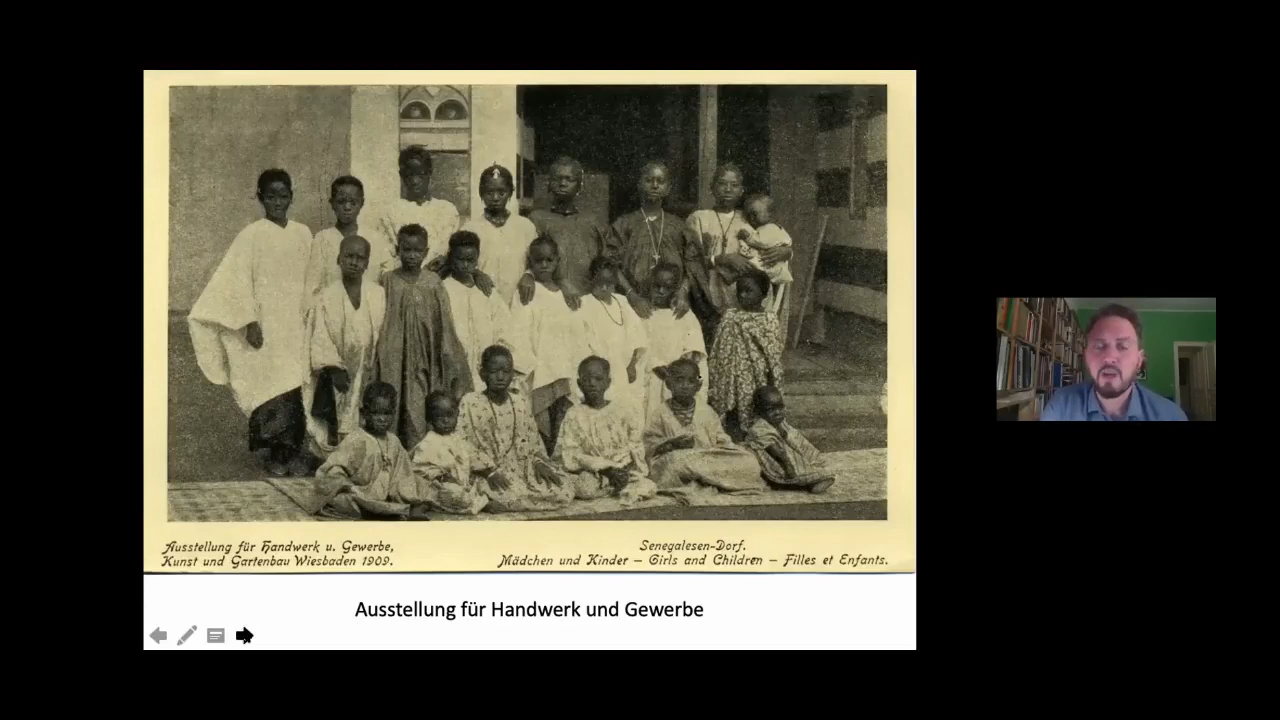 Ausstellung für Handwerk u. Gewerbe,
Kunst und Gartenbau Wiesbaden 1909.
Senegalesen-Dorf.
Mädchen und Kinder – Girls and Children – Filles et Enfants.
Ausstellung für Handwerk und Gewerbe